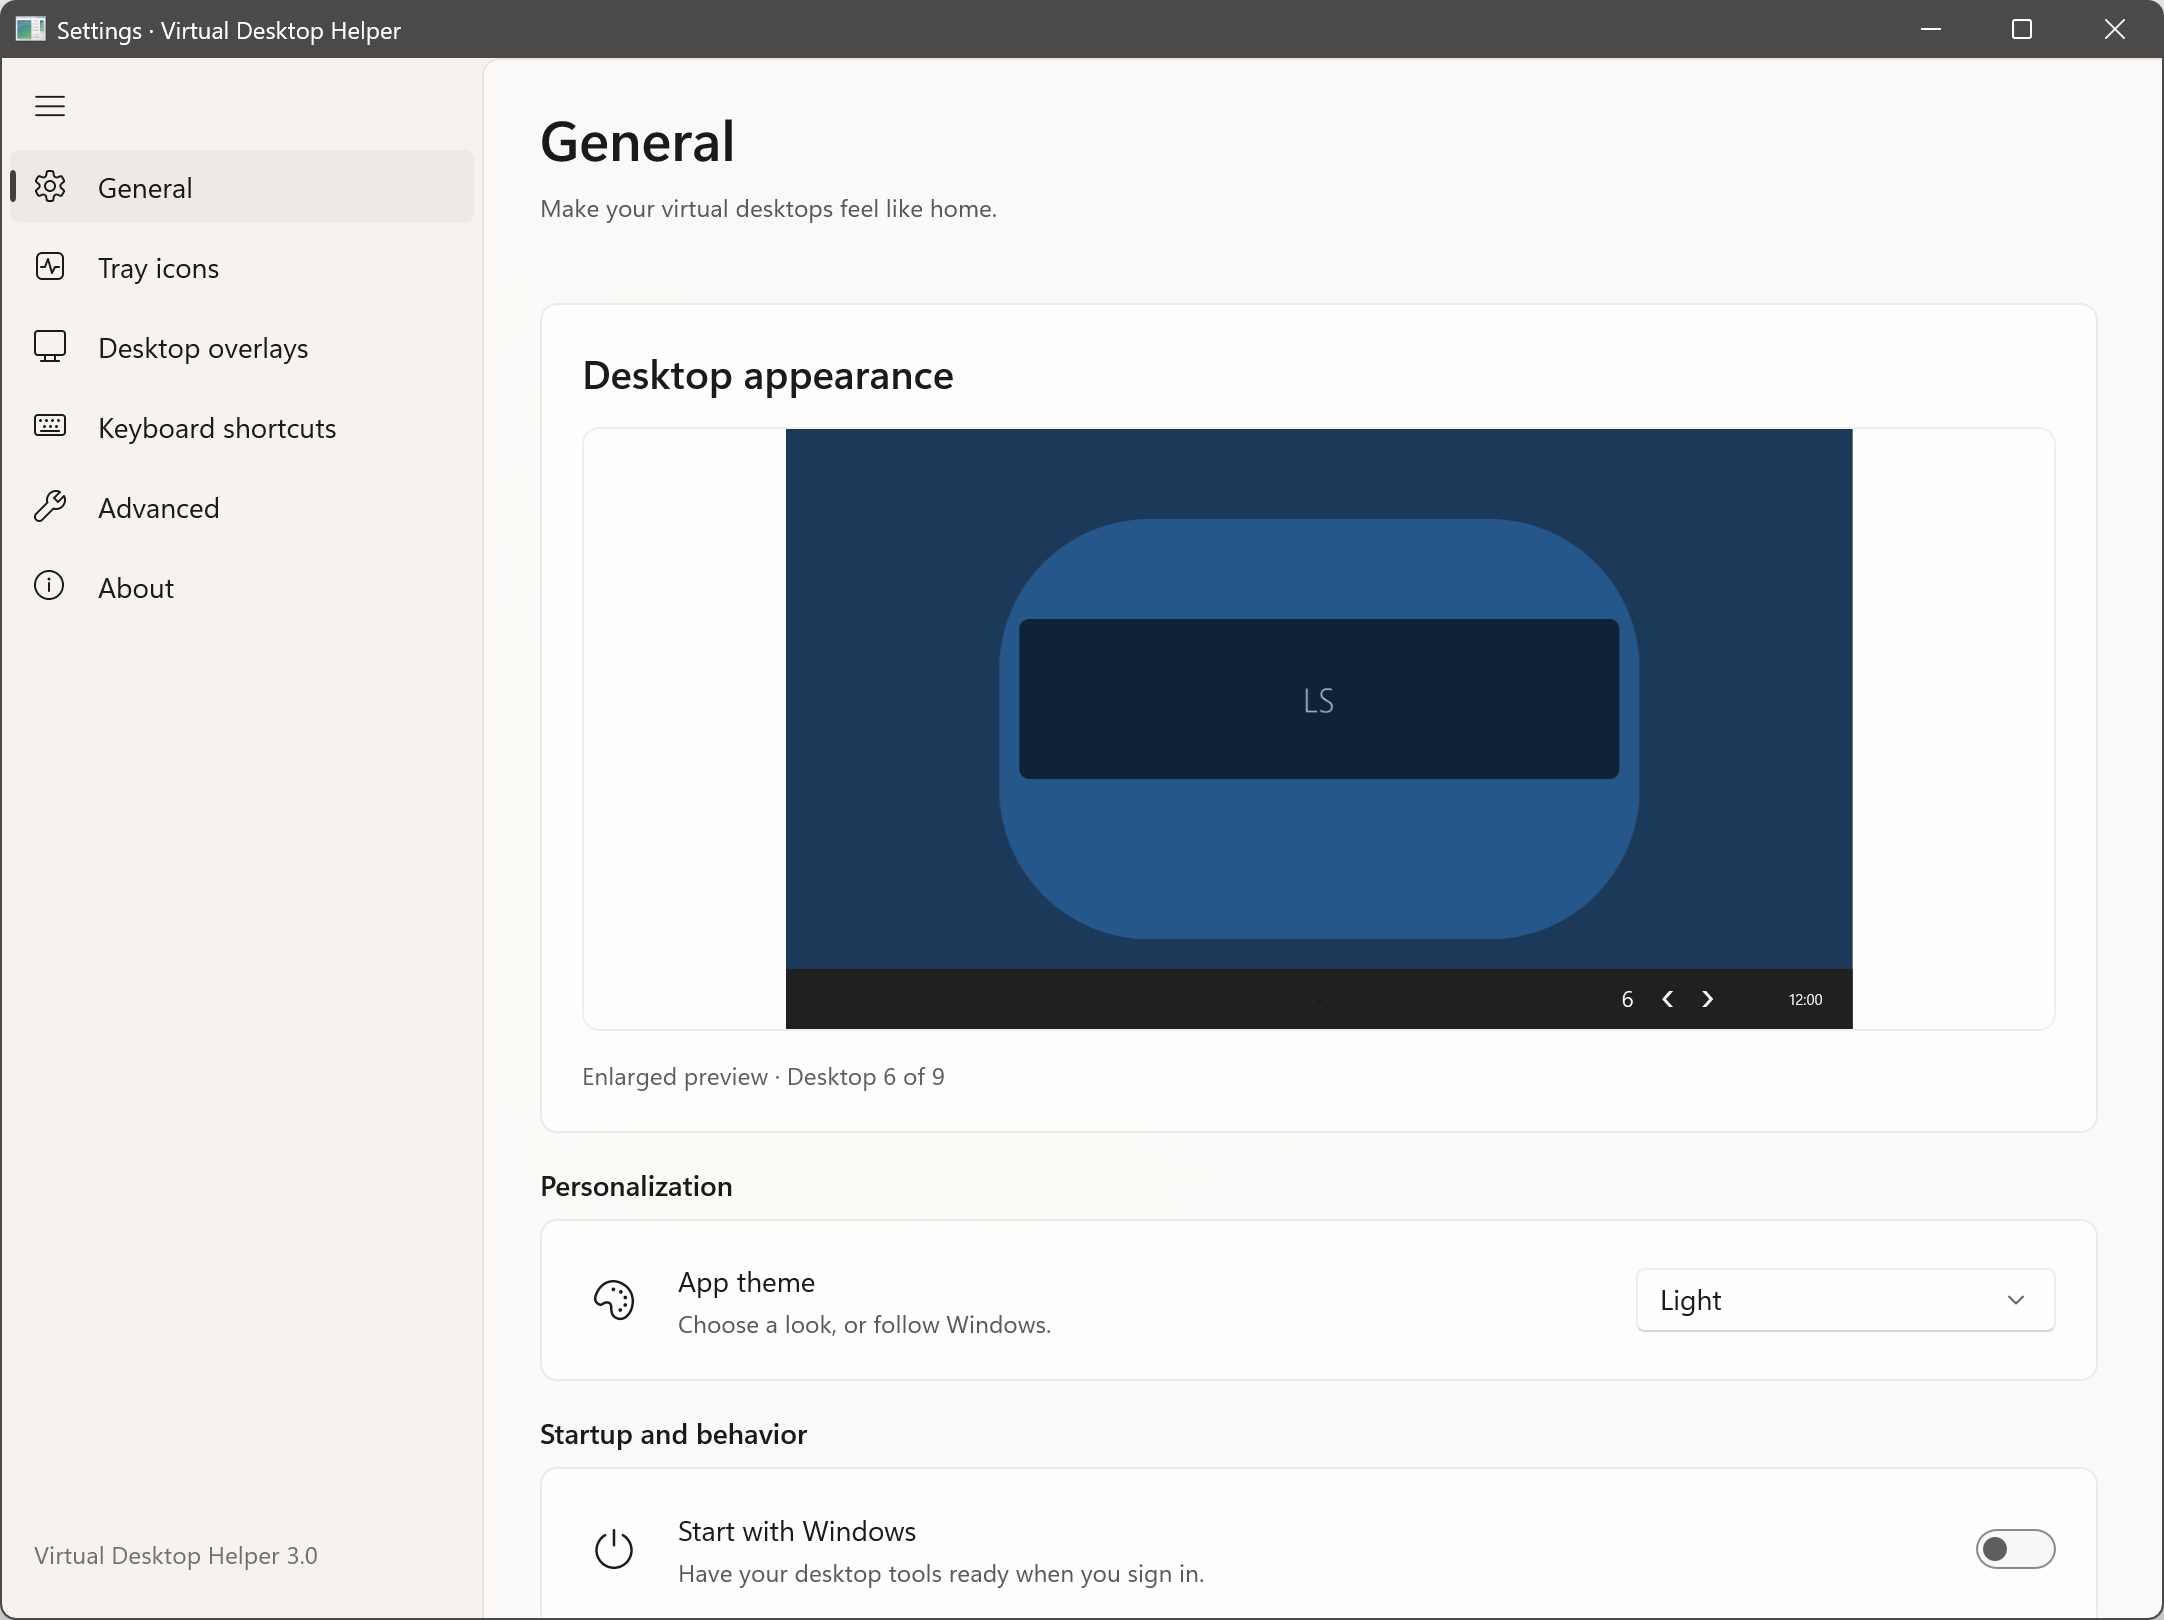 Settings · Virtual Desktop Helper
General
Tray icons
Desktop overlays
Keyboard shortcuts
Advanced
About
Virtual Desktop Helper 3.0
General
Make your virtual desktops feel like home.
Desktop appearance
LS
6 12:00
Enlarged preview · Desktop 6 of 9
Personalization
App theme
Choose a look, or follow Windows.
Light
Startup and behavior
Start with Windows
Have your desktop tools ready when you sign in.